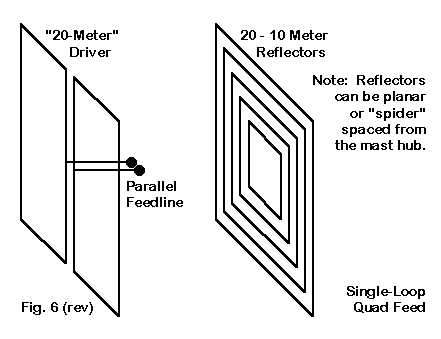 "20-Meter"
Driver
20 - 10 Meter
Reflectors
Note:  Reflectors
can be planar
or "spider"
spaced from
the mast hub.
Parallel
Feedline
Fig. 6 (rev)
Single-Loop
Quad Feed